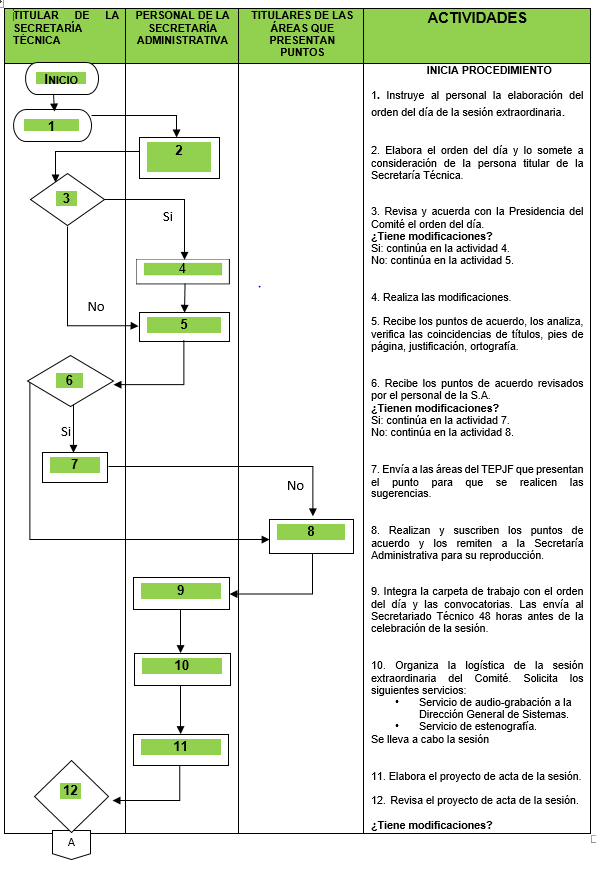 TITULAR DE LA
SECRETARÍA
TÉCNICA
PERSONAL DE LA
SECRETARÍA
ADMINISTRATIVA
TITULARES DE LAS
ÁREAS QUE
PRESENTAN
PUNTOS
ACTIVIDADES
INICIO
1
2
3
Si
4
No
5
6
Si
7
No
8
9
10
11
12
A
INICIA PROCEDIMIENTO
1. Instruye al personal la elaboración del
orden del día de la sesión extraordinaria.
2. Elabora el orden del día y lo somete a
consideración de la persona titular de la
Secretaría Técnica.
3. Revisa y acuerda con la Presidencia del
Comité el orden del día.
¿Tiene modificaciones?
Si: continúa en la actividad 4.
No: continúa en la actividad 5.
4. Realiza las modificaciones.
5. Recibe los puntos de acuerdo, los analiza,
verifica las coincidencias de títulos, pies de
página, justificación, ortografía.
6. Recibe los puntos de acuerdo revisados
por el personal de la S.A.
¿Tienen modificaciones?
Si: continúa en la actividad 7.
No: continúa en la actividad 8.
7. Envía a las áreas del TEPJF que presentan
el punto para que se realicen las
sugerencias.
8. Realizan y suscriben los puntos de
acuerdo y los remiten a la Secretaría
Administrativa para su reproducción.
9. Integra la carpeta de trabajo con el orden
del día y las convocatorias. Las envía al
Secretariado Técnico 48 horas antes de la
celebración de la sesión.
10. Organiza la logística de la sesión
extraordinaria del Comité. Solicita los
siguientes servicios:
• Servicio de audio-grabación a la
Dirección General de Sistemas.
• Servicio de estenografía.
Se lleva a cabo la sesión
11. Elabora el proyecto de acta de la sesión.
12. Revisa el proyecto de acta de la sesión.
¿Tiene modificaciones?